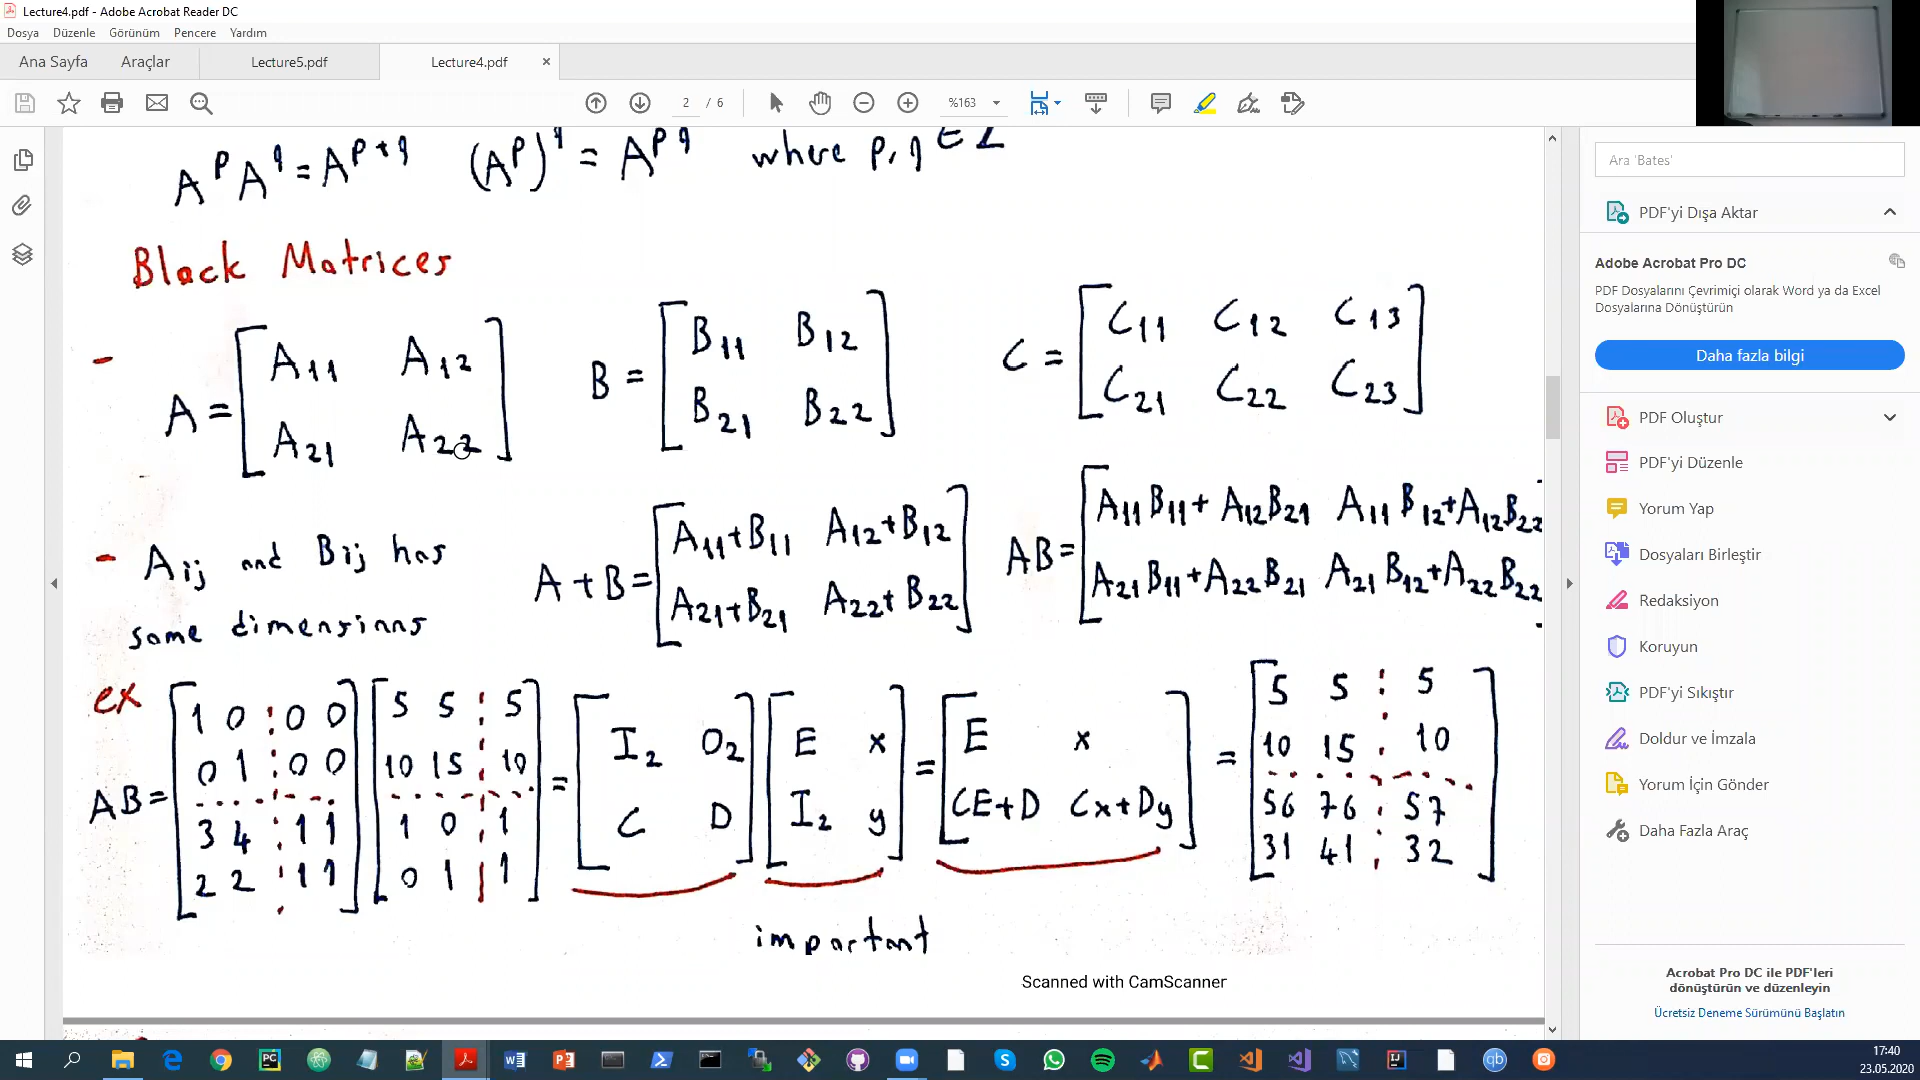 Lecture4.pdf - Adobe Acrobat Reader DC
Dosya Düzenle Görünüm Pencere Yardım
Ana Sayfa Araçlar Lecture5.pdf Lecture4.pdf ×
2 / 6 %163
A^p A^q = A^{p+q} (A^p)^q = A^{pq} where p,q ∈ Z
Block Matrices
- A = [A11 A12; A21 A22] B = [B11 B12; B21 B22] C = [C11 C12 C13; C21 C22 C23]
- Aij and Bij has
same dimensions
A+B = [A11+B11 A12+B12; A21+B21 A22+B22]
AB = [A11B11+A12B21 A11B12+A12B22; A21B11+A22B21 A21B12+A22B22]
ex
AB = [1 0 0 0; 0 1 0 0; 3 4 1 1; 2 2 1 1] [5 5 5; 10 15 10; 1 0 1; 0 1 1] = [I2 O2; C D] [E x; I2 y] = [E x; CE+D Cx+Dy] = [5 5 5; 10 15 10; 56 76 57; 31 41 32]
important
Scanned with CamScanner
Ara 'Bates'
PDF'yi Dışa Aktar
Adobe Acrobat Pro DC
PDF Dosyalarını Çevrimiçi olarak Word ya da Excel
Dosyalarına Dönüştürün
Daha fazla bilgi
PDF Oluştur
PDF'yi Düzenle
Yorum Yap
Dosyaları Birleştir
Redaksiyon
Koruyun
PDF'yi Sıkıştır
Doldur ve İmzala
Yorum İçin Gönder
Daha Fazla Araç
Acrobat Pro DC ile PDF'leri
dönüştürün ve düzenleyin
Ücretsiz Deneme Sürümünü Başlatın
17:40
23.05.2020